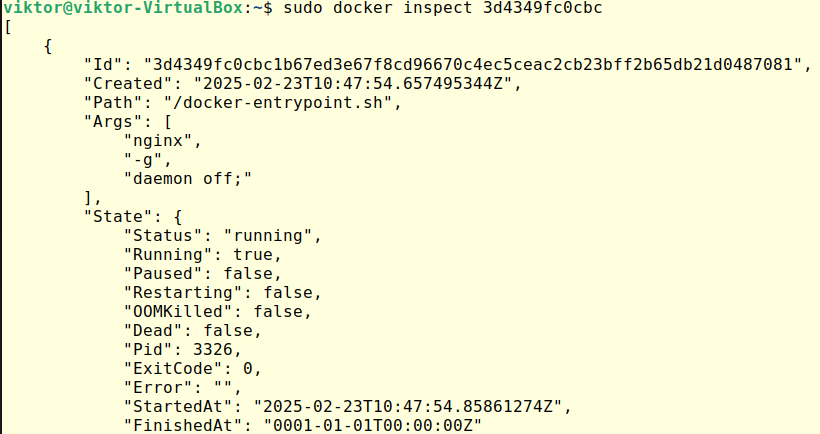 viktor@viktor-VirtualBox:~$ sudo docker inspect 3d4349fc0cbc
[
    {
        "Id": "3d4349fc0cbc1b67ed3e67f8cd96670c4ec5ceac2cb23bff2b65db21d0487081",
        "Created": "2025-02-23T10:47:54.657495344Z",
        "Path": "/docker-entrypoint.sh",
        "Args": [
            "nginx",
            "-g",
            "daemon off;"
        ],
        "State": {
            "Status": "running",
            "Running": true,
            "Paused": false,
            "Restarting": false,
            "OOMKilled": false,
            "Dead": false,
            "Pid": 3326,
            "ExitCode": 0,
            "Error": "",
            "StartedAt": "2025-02-23T10:47:54.85861274Z",
            "FinishedAt": "0001-01-01T00:00:00Z"